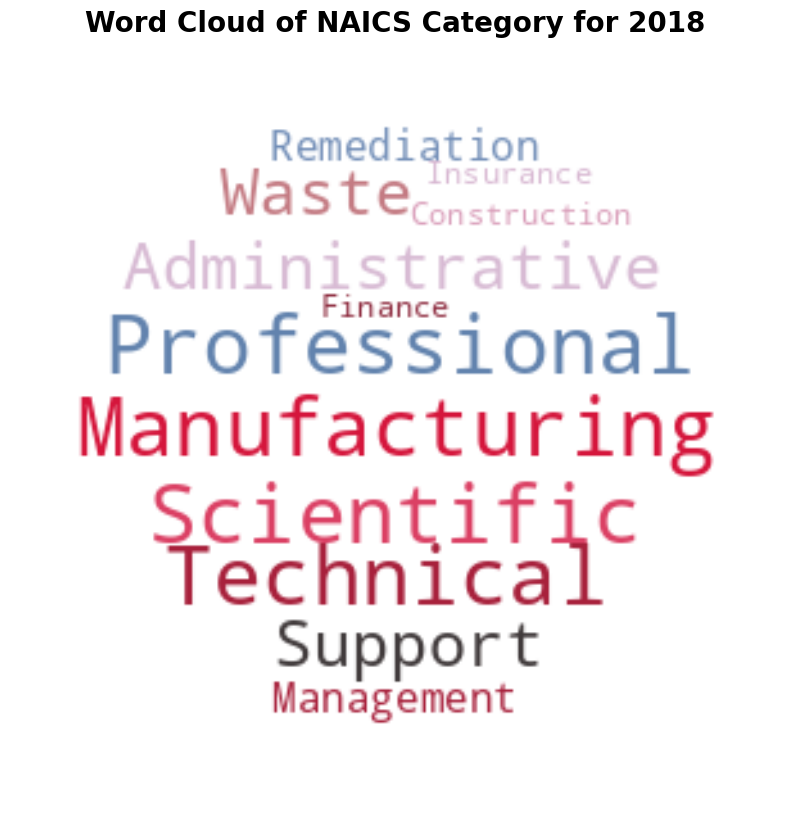 Word Cloud of NAICS Category for 2018
Remediation
Insurance
Waste
Construction
Administrative
Finance
Professional
Manufacturing
Scientific
Technical
Support
Management